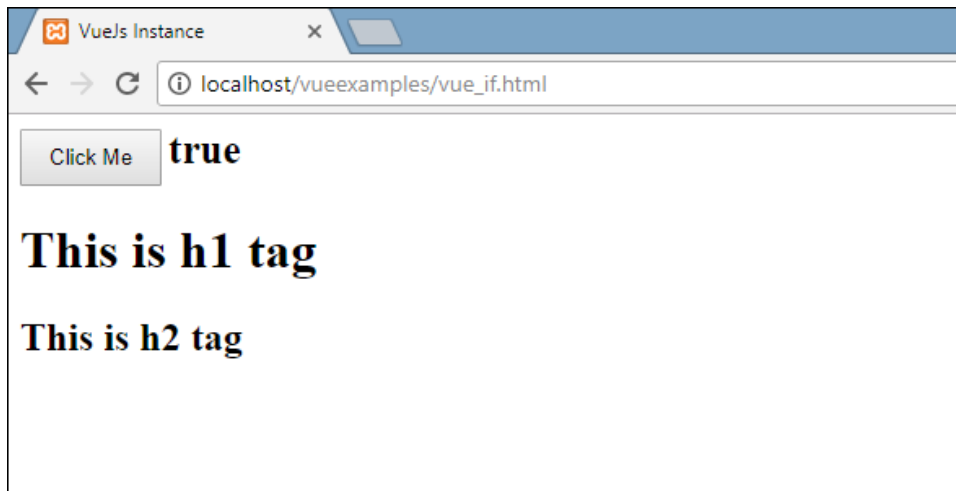 VueJs Instance
localhost/vueexamples/vue_if.html
Click Me true
This is h1 tag
This is h2 tag